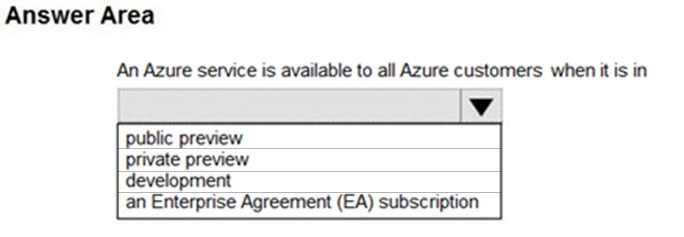 Answer Area
An Azure service is available to all Azure customers when it is in
public preview
private preview
development
an Enterprise Agreement (EA) subscription